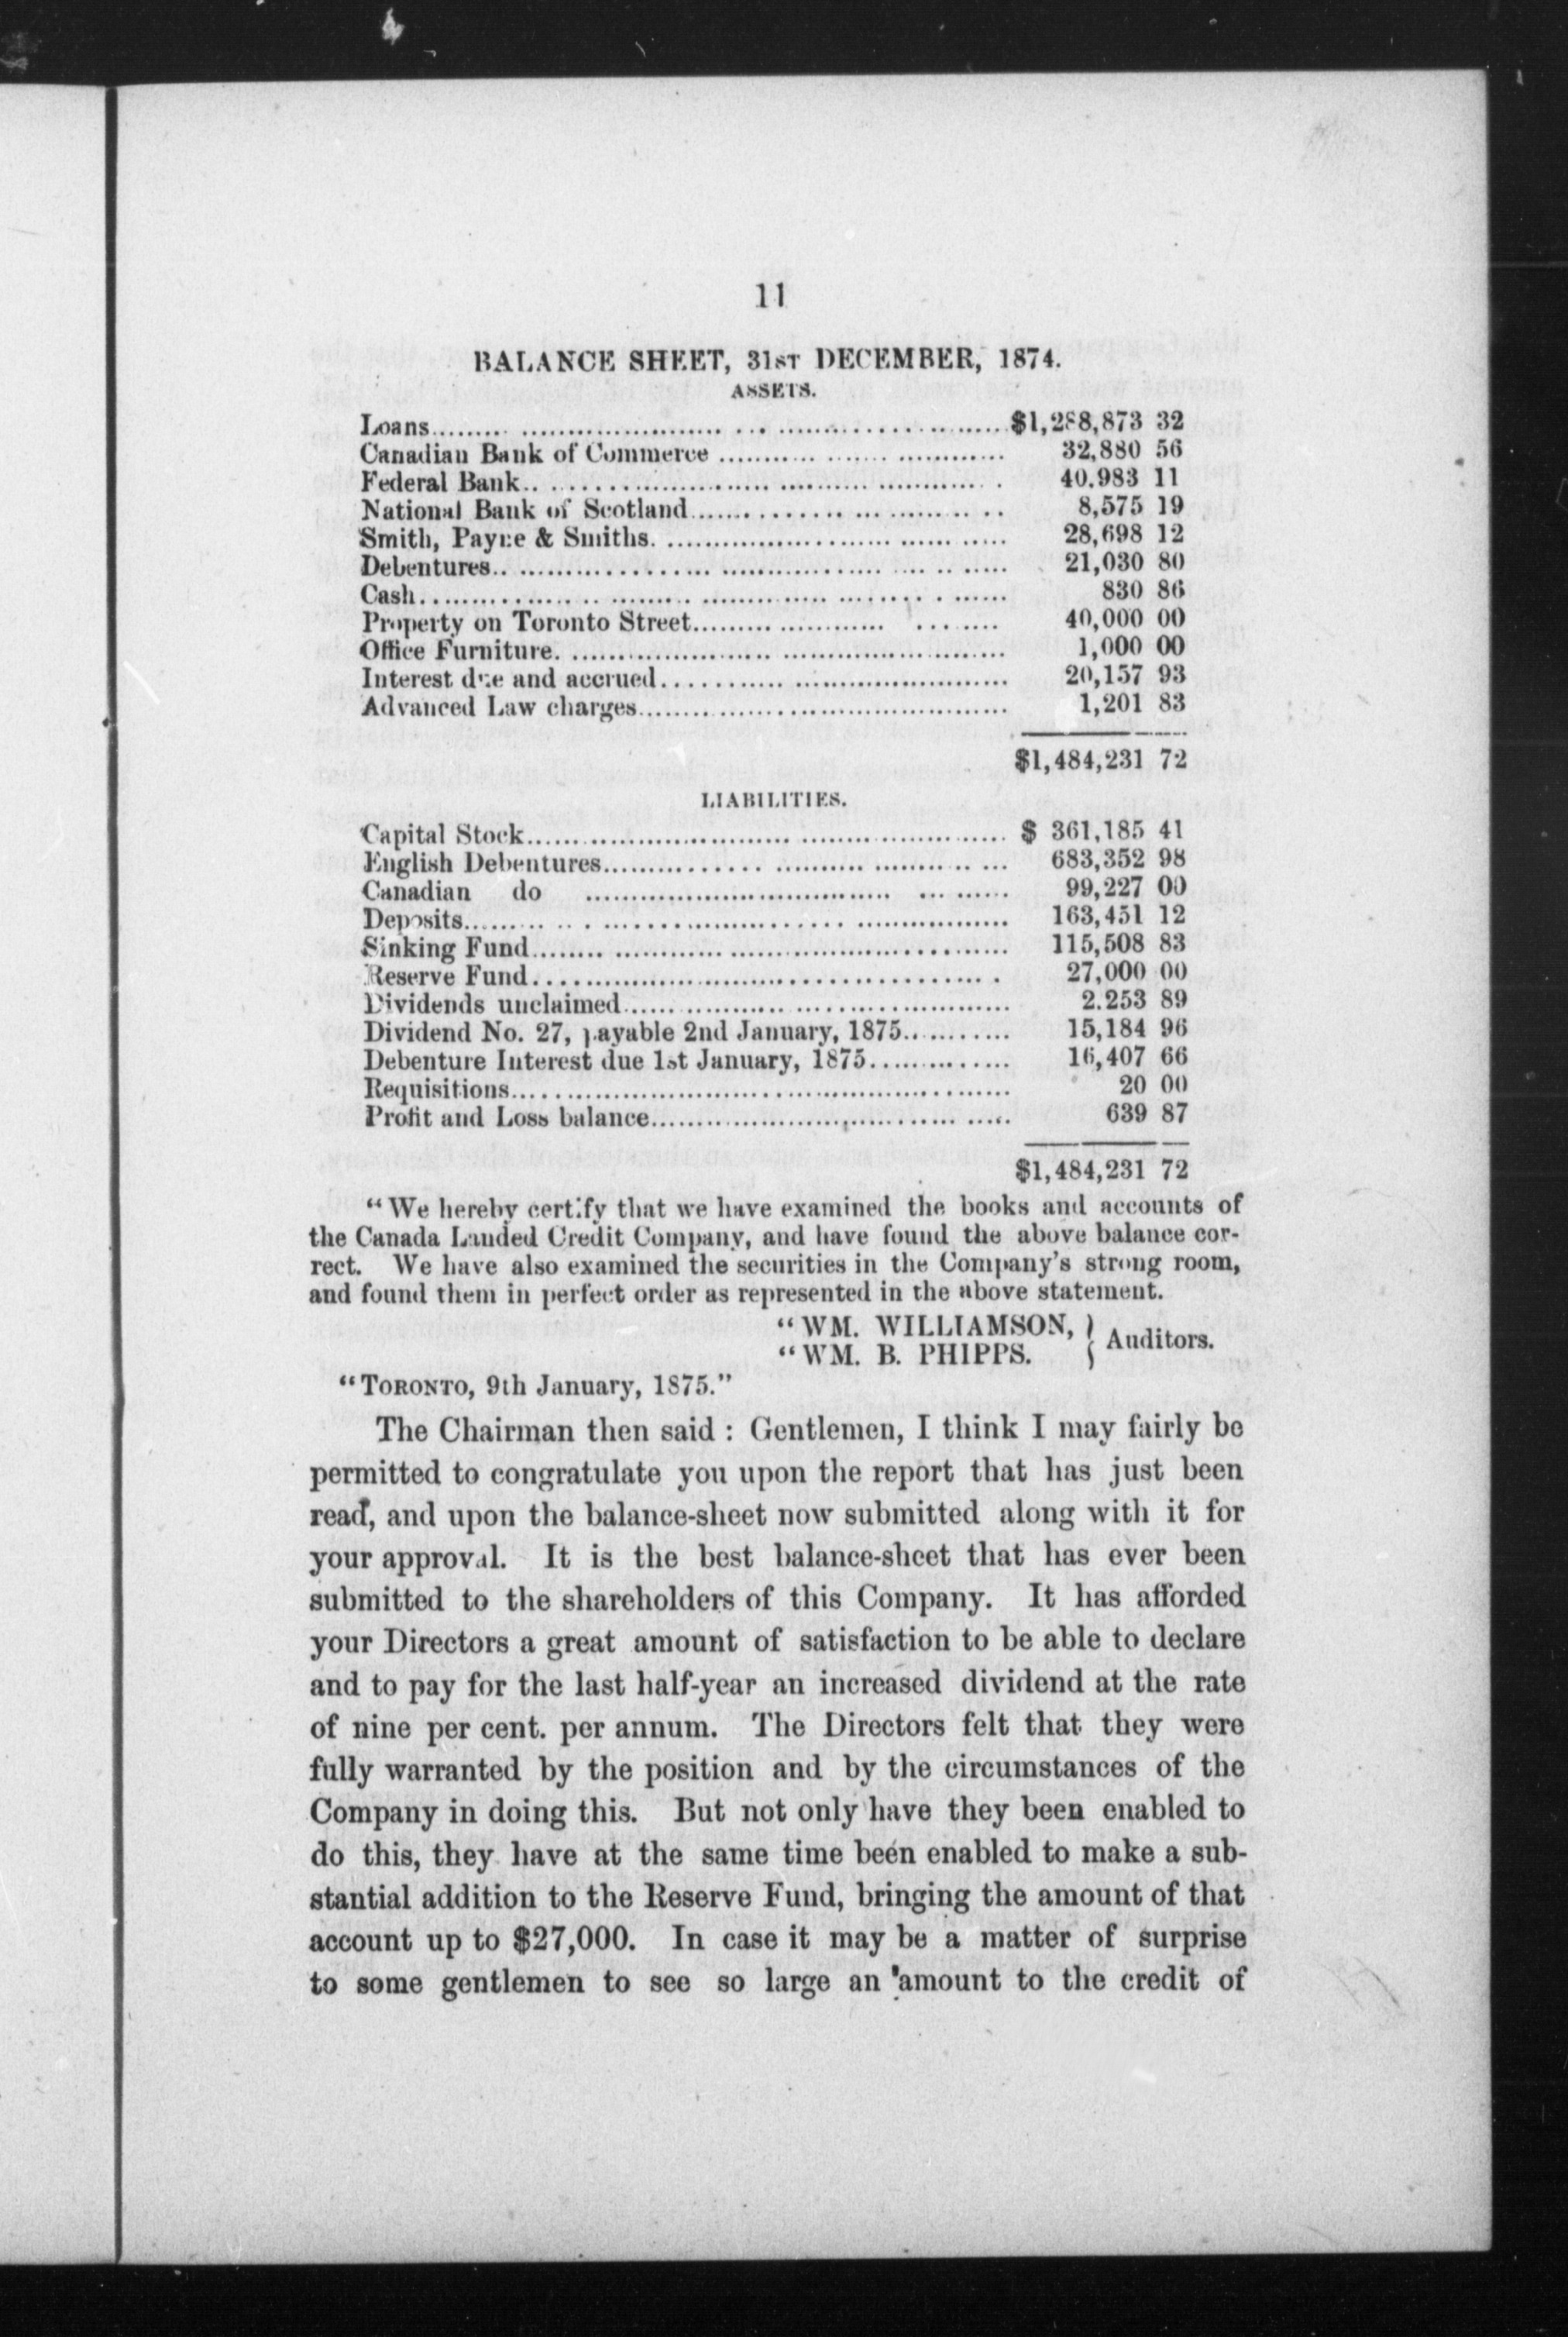 11
BALANCE SHEET, 31ST DECEMBER, 1874.
ASSETS.
Loans.................................................................$1,288,873 32
Canadian Bank of Commerce .................................... 32,880 56
Federal Bank........................................................ 40.983 11
National Bank of Scotland........................................ 8,575 19
Smith, Payne & Smiths............................................. 28,698 12
Debentures........................................................... 21,030 80
Cash.................................................................... 830 86
Property on Toronto Street....................................... 40,000 00
Office Furniture..................................................... 1,000 00
Interest due and accrued.......................................... 20,157 93
Advanced Law charges............................................. 1,201 83
$1,484,231 72
LIABILITIES.
Capital Stock......................................................... $ 361,185 41
English Debentures................................................. 683,352 98
Canadian do ........................................... 99,227 00
Deposits............................................................... 163,451 12
Sinking Fund......................................................... 115,508 83
Reserve Fund......................................................... 27,000 00
Dividends unclaimed............................................... 2.253 89
Dividend No. 27, payable 2nd January, 1875............ 15,184 96
Debenture Interest due 1st January, 1875............... 16,407 66
Requisitions........................................................... 20 00
Profit and Loss balance............................................ 639 87
$1,484,231 72
"We hereby certify that we have examined the books and accounts of
the Canada Landed Credit Company, and have found the above balance cor-
rect. We have also examined the securities in the Company's strong room,
and found them in perfect order as represented in the above statement.
"WM. WILLIAMSON, } Auditors.
"WM. B. PHIPPS.
"TORONTO, 9th January, 1875."
The Chairman then said : Gentlemen, I think I may fairly be
permitted to congratulate you upon the report that has just been
read, and upon the balance-sheet now submitted along with it for
your approval. It is the best balance-sheet that has ever been
submitted to the shareholders of this Company. It has afforded
your Directors a great amount of satisfaction to be able to declare
and to pay for the last half-year an increased dividend at the rate
of nine per cent. per annum. The Directors felt that they were
fully warranted by the position and by the circumstances of the
Company in doing this. But not only have they been enabled to
do this, they have at the same time been enabled to make a sub-
stantial addition to the Reserve Fund, bringing the amount of that
account up to $27,000. In case it may be a matter of surprise
to some gentlemen to see so large an amount to the credit of